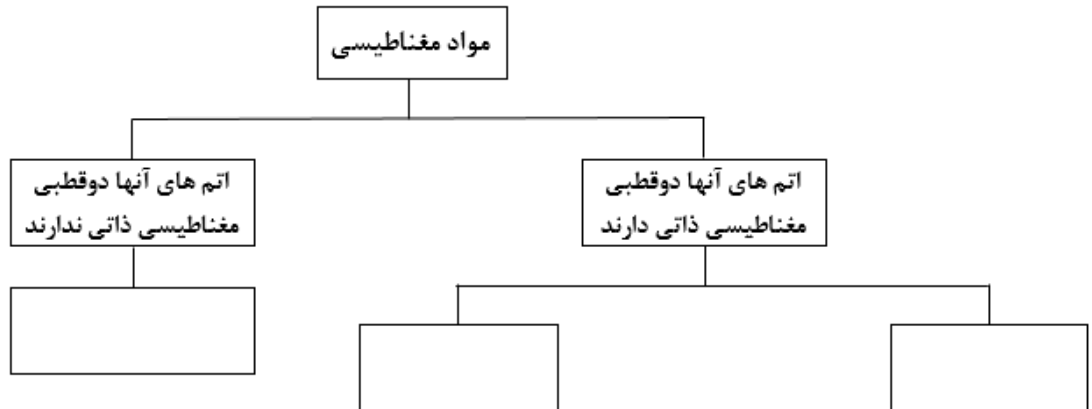 مواد مغناطیسی
اتم های آنها دوقطبی
مغناطیسی ذاتی دارند
اتم های آنها دوقطبی
مغناطیسی ذاتی ندارند